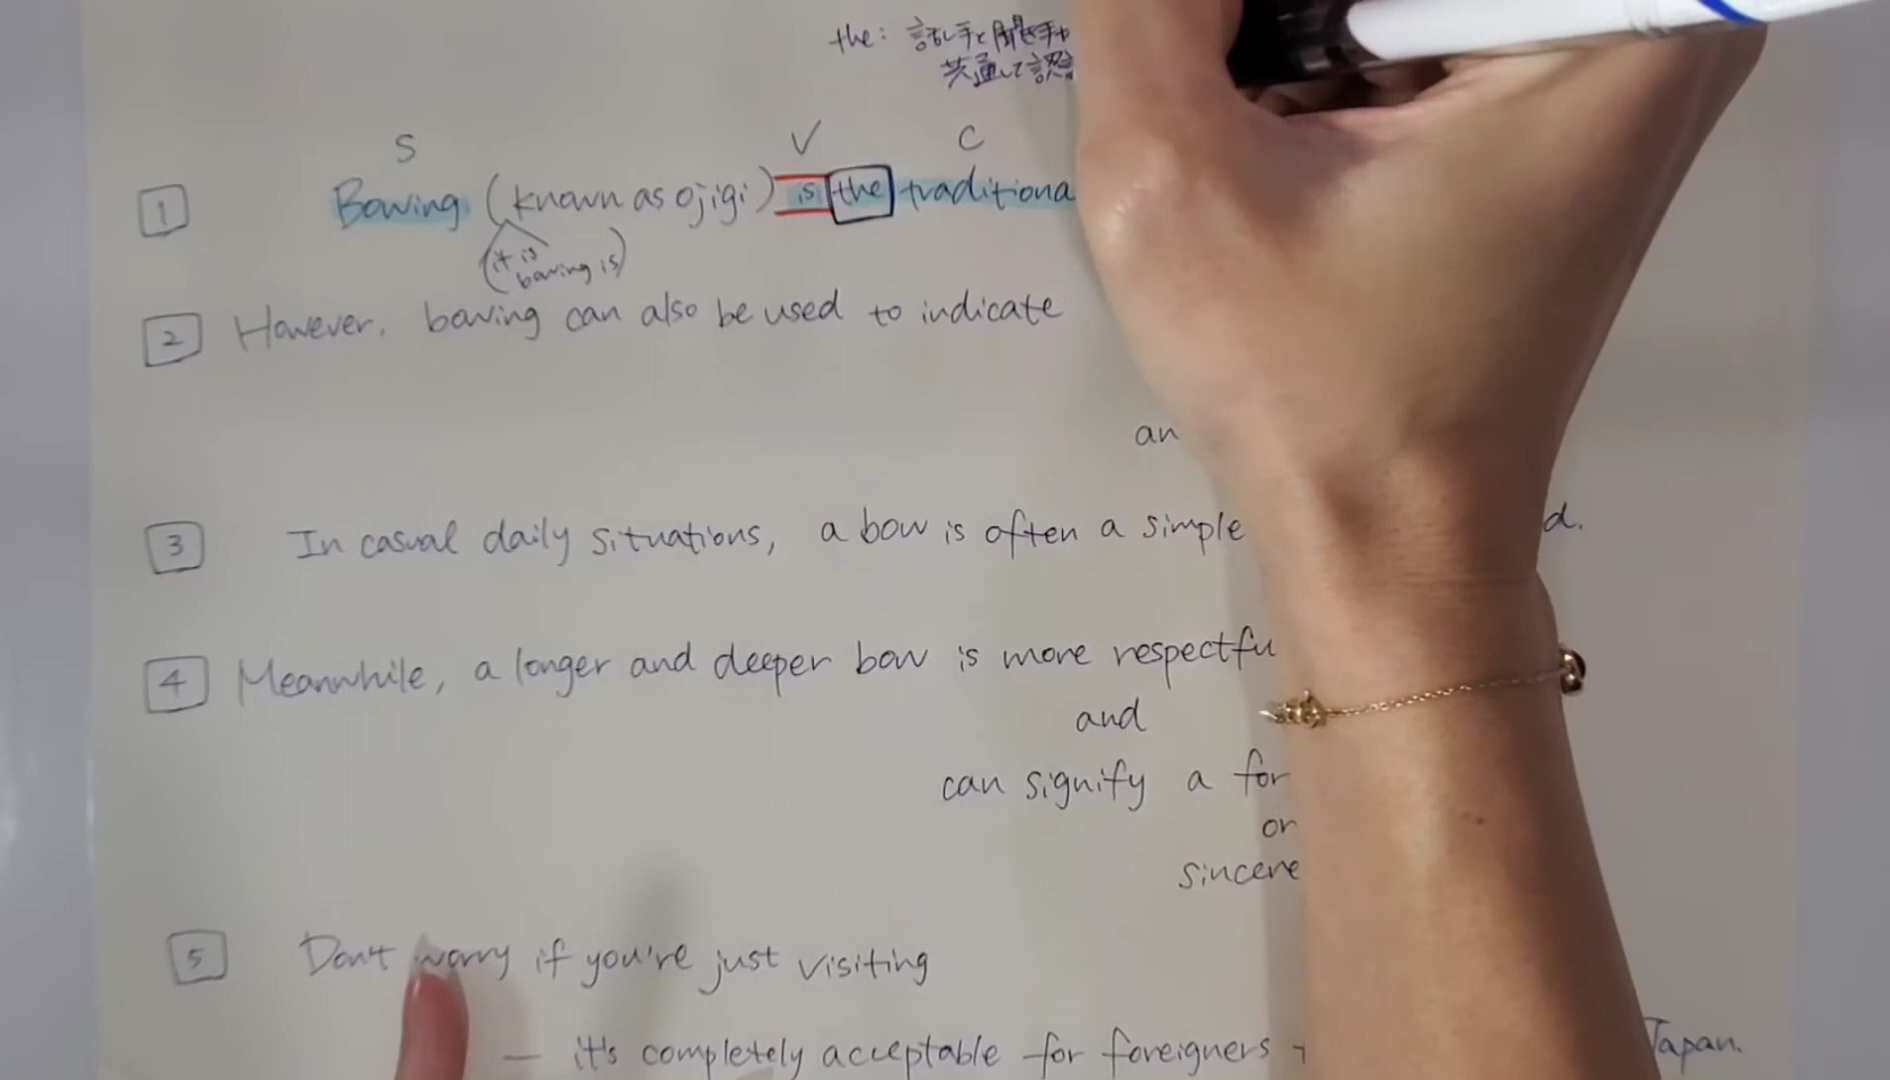 the: 話し手と聞き手が
共通して認識
S V C
1 Bowing (known as ojigi) is the traditiona
(it is
bowing is)
2 However, bowing can also be used to indicate
an
3 In casual daily situations, a bow is often a simple d.
4 Meanwhile, a longer and deeper bow is more respectfu
and
can signify a for
or
sincere
5 Don't worry if you're just visiting
— it's completely acceptable for foreigners Japan.